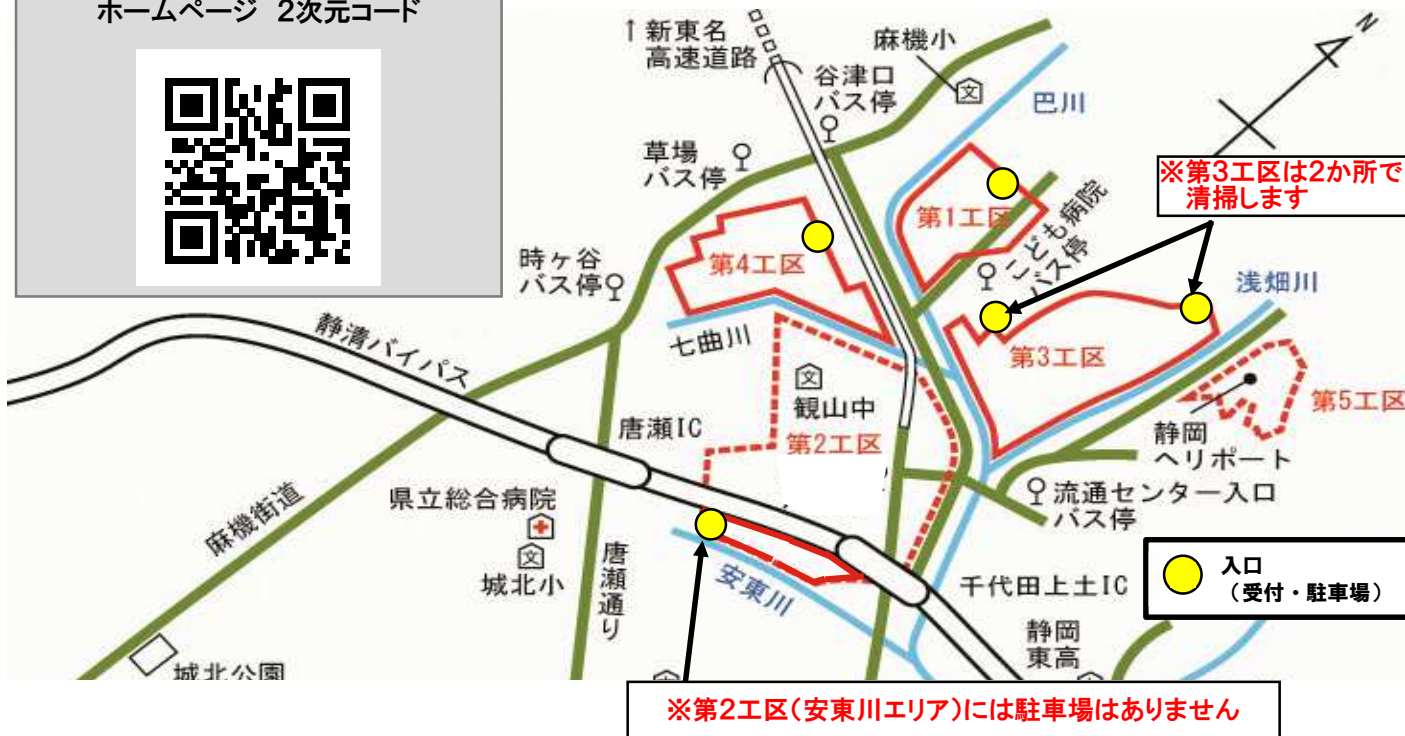 ホームページ 2次元コード
↑新東名
高速道路
麻機小
谷津口
バス停
巴川
N
草場
バス停
※第3工区は2か所で
清掃します
第1工区
こども病院
バス停
第4工区
時ヶ谷
バス停
浅畑川
静清バイパス
七曲川
第3工区
観山中
第5工区
唐瀬IC
第2工区
静岡
ヘリポート
県立総合病院
流通センター入口
バス停
麻機街道
文
文
文
城北小
唐瀬通り
安東川
入口
（受付・駐車場）
千代田上土IC
静岡
東高
城北公園
※第2工区（安東川エリア）には駐車場はありません